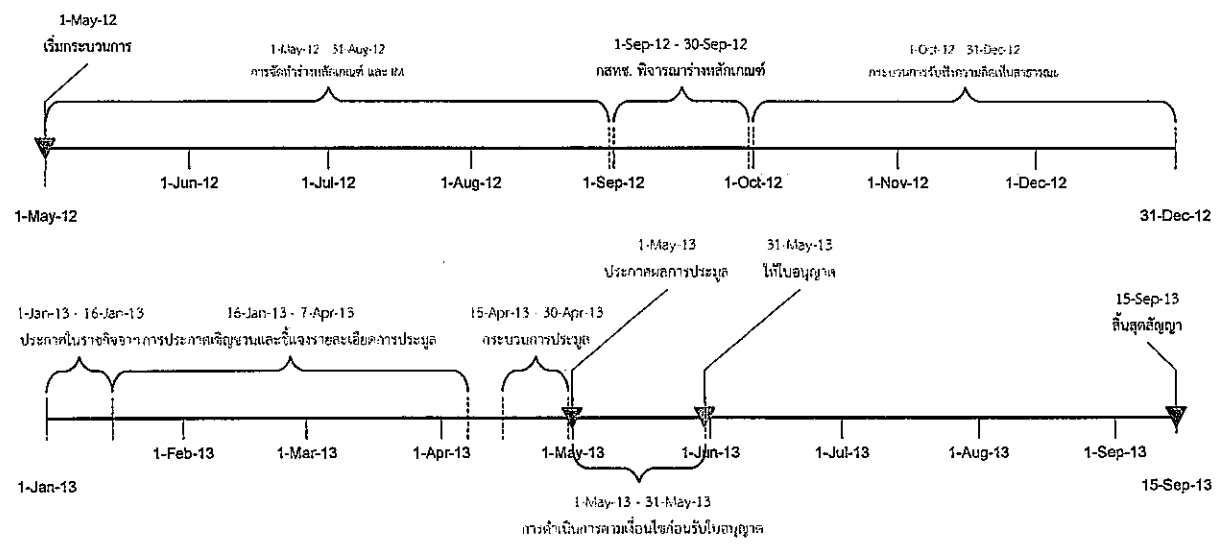 1-May-12
เริ่มกระบวนการ
1-May-12 - 31-Aug-12
การจัดทำร่างหลักเกณฑ์ และ IM
1-Sep-12 - 30-Sep-12
กสทช. พิจารณาร่างหลักเกณฑ์
1-Oct-12 - 31-Dec-12
กระบวนการรับฟังความคิดเห็นสาธารณะ
1-Jun-12 1-Jul-12 1-Aug-12 1-Sep-12 1-Oct-12 1-Nov-12 1-Dec-12
1-May-12 31-Dec-12
1-May-13
ประกาศผลการประมูล
31-May-13
ให้ใบอนุญาต
1-Jan-13 - 16-Jan-13
ประกาศในราชกิจจาฯ
16-Jan-13 - 7-Apr-13
การประกาศเชิญชวนและชี้แจงรายละเอียดการประมูล
15-Apr-13 - 30-Apr-13
กระบวนการประมูล
15-Sep-13
สิ้นสุดสัญญา
1-Feb-13 1-Mar-13 1-Apr-13 1-May-13 1-Jun-13 1-Jul-13 1-Aug-13 1-Sep-13
1-Jan-13 15-Sep-13
1-May-13 - 31-May-13
การดำเนินการตามเงื่อนไขก่อนรับใบอนุญาต